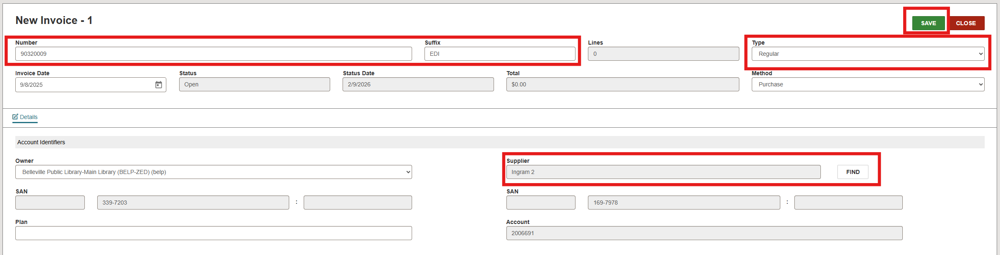 New Invoice - 1
SAVE CLOSE
Number Suffix Lines Type
90320009 EDI 0 Regular
Invoice Date Status Status Date Total Method
9/8/2025 Open 2/9/2026 $0.00 Purchase
Details
Account Identifiers
Owner Supplier
Belleville Public Library-Main Library (BELP-ZED) (belp) Ingram 2 FIND
SAN SAN
339-7203 : 169-7978 :
Plan Account
2006691